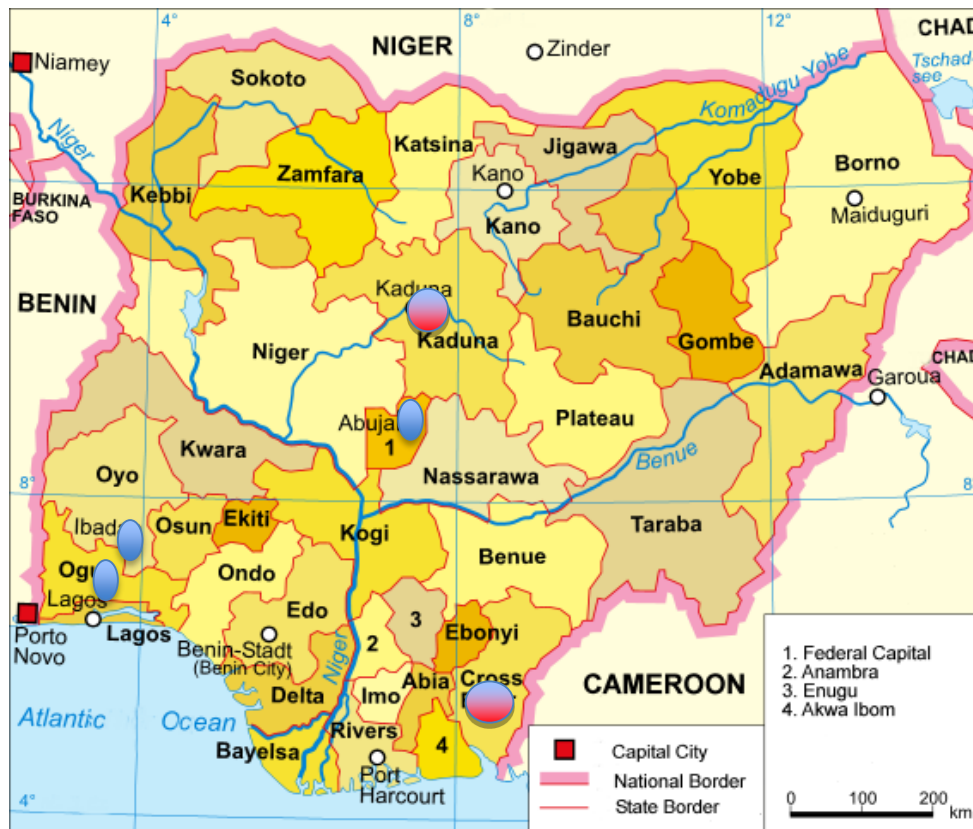 4°
8°
12°
NIGER
Zinder
CHAD
Niamey
Tschad-
see
Komadugu Yobe
Sokoto
Niger
Katsina
Jigawa
Borno
Zamfara
Kano
Yobe
Kebbi
BURKINA
FASO
Maiduguri
Kano
BENIN
Kaduna
Bauchi
Kaduna
Gombe
Niger
CHAD
Adamawa
Garoua
Abuja
Plateau
1
Kwara
Benue
Nassarawa
Oyo
8°
8
Taraba
Osun
Ekiti
Kogi
Benue
Ondo
Lagos
Edo
3
Ebonyi
Lagos
Porto
Novo
Benin-Stadt
(Benin City)
2
Niger
Abia
Cross
Imo
CAMEROON
Delta
Atlantic
Ocean
Rivers
Bayelsa
4
Port
Harcourt
4°
1. Federal Capital
2. Anambra
3. Enugu
4. Akwa Ibom
Capital City
National Border
State Border
0 100 200
km